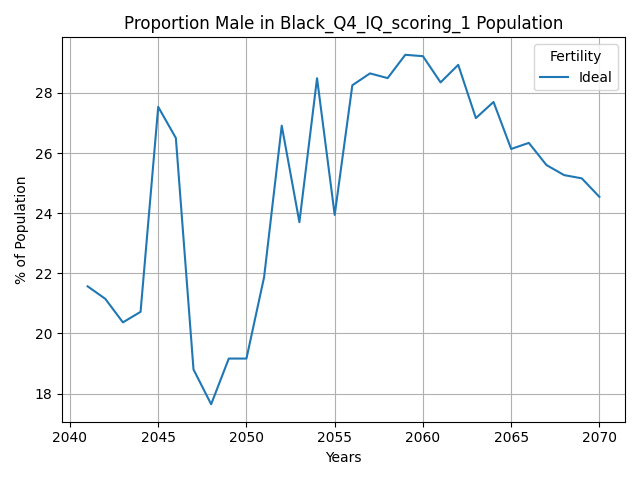 Proportion Male in Black_Q4_IQ_scoring_1 Population
Fertility
Ideal
% of Population
28
26
24
22
20
18
2040 2045 2050 2055 2060 2065 2070
Years